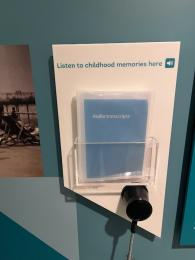 Listen to childhood memories here
Audio transcripts